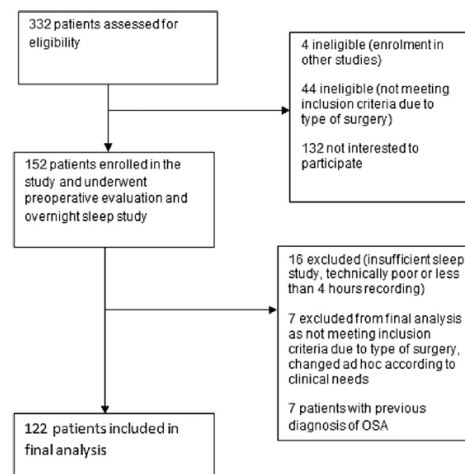 332 patients assessed for
eligibility
4 ineligible (enrolment in
other studies)
44 ineligible (not meeting
inclusion criteria due to
type of surgery)
132 not interested to
participate
152 patients enrolled in the
study and underwent
preoperative evaluation and
overnight sleep study
16 excluded (insufficient sleep
study, technically poor or less
than 4 hours recording)
7 excluded from final analysis
as not meeting inclusion
criteria due to type of surgery,
changed ad hoc according to
clinical needs
7 patients with previous
diagnosis of OSA
122 patients included in
final analysis